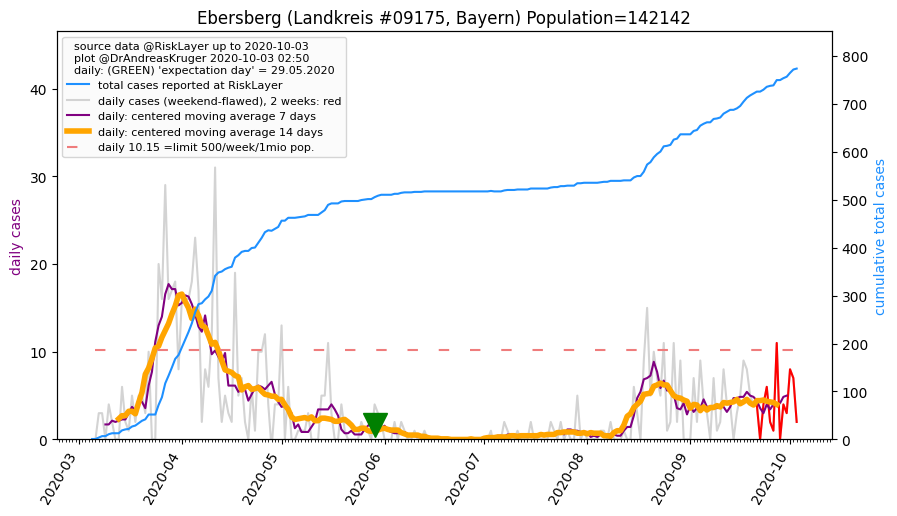 Ebersberg (Landkreis #09175, Bayern) Population=142142
source data @RiskLayer up to 2020-10-03
plot @DrAndreasKruger 2020-10-03 02:50
daily: (GREEN) 'expectation day' = 29.05.2020
total cases reported at RiskLayer
daily cases (weekend-flawed), 2 weeks: red
daily: centered moving average 7 days
daily: centered moving average 14 days
daily 10.15 =limit 500/week/1mio pop.
daily cases
40
30
20
10
0
cumulative total cases
800
700
600
500
400
300
200
100
0
2020-03
2020-04
2020-05
2020-06
2020-07
2020-08
2020-09
2020-10